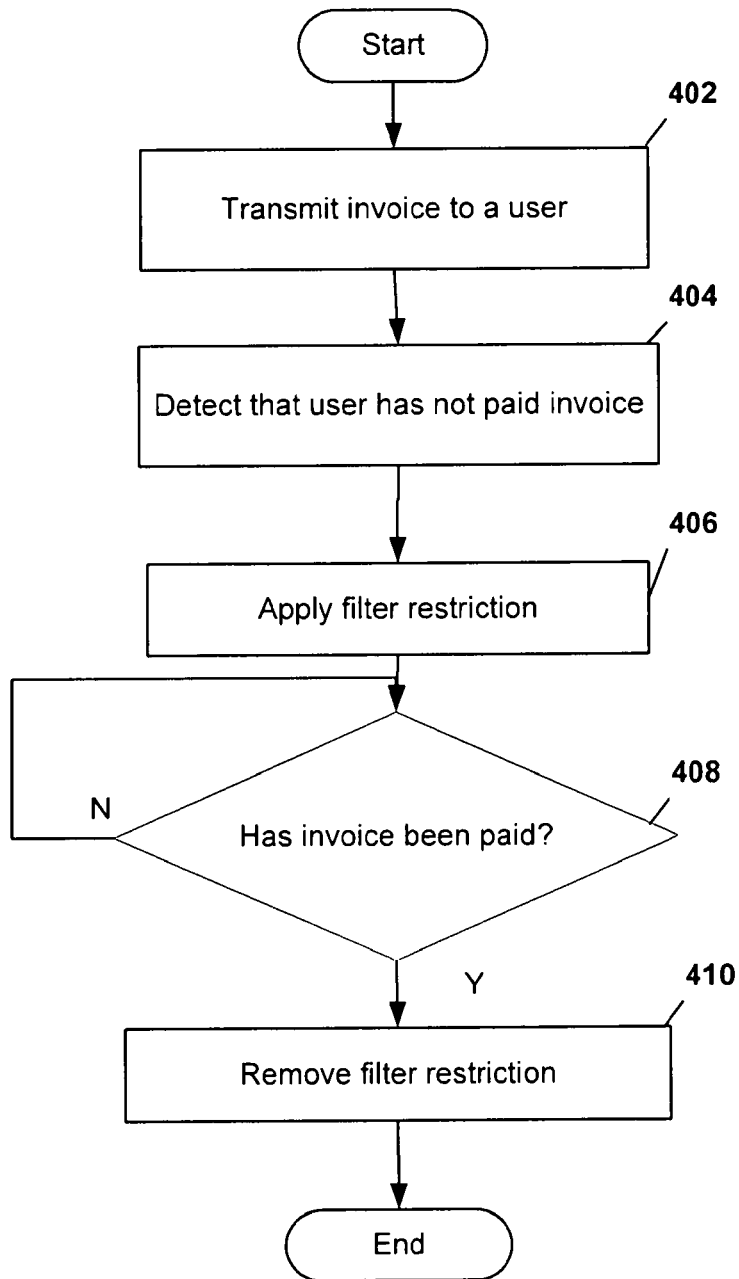 Start
402
Transmit invoice to a user
404
Detect that user has not paid invoice
406
Apply filter restriction
408
N
Has invoice been paid?
Y
410
Remove filter restriction
End